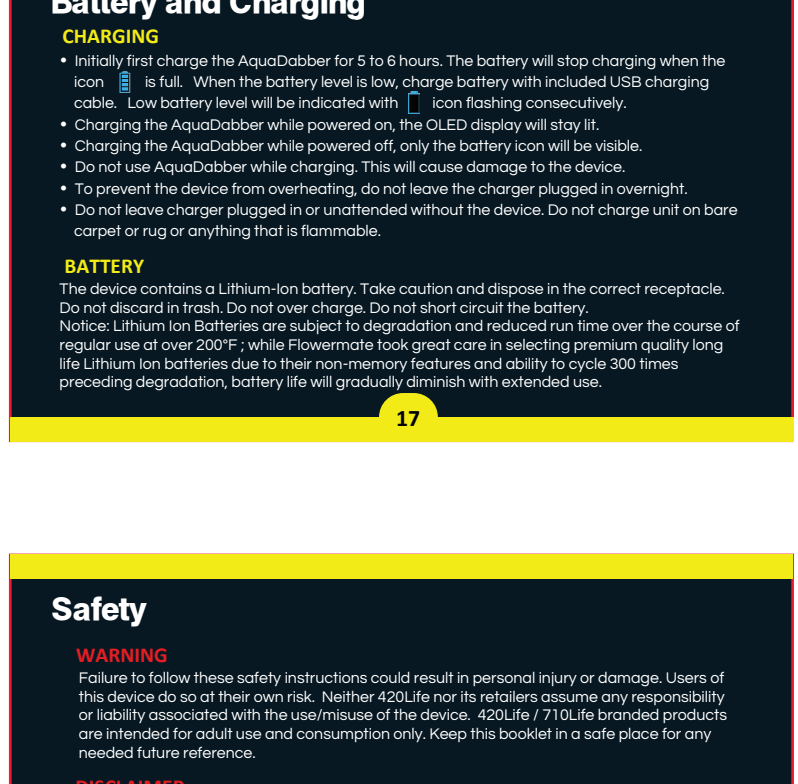 Battery and Charging
CHARGING
• Initially first charge the AquaDabber for 5 to 6 hours. The battery will stop charging when the
icon is full. When the battery level is low, charge battery with included USB charging
cable. Low battery level will be indicated with icon flashing consecutively.
• Charging the AquaDabber while powered on, the OLED display will stay lit.
• Charging the AquaDabber while powered off, only the battery icon will be visible.
• Do not use AquaDabber while charging. This will cause damage to the device.
• To prevent the device from overheating, do not leave the charger plugged in overnight.
• Do not leave charger plugged in or unattended without the device. Do not charge unit on bare
carpet or rug or anything that is flammable.
BATTERY
The device contains a Lithium-Ion battery. Take caution and dispose in the correct receptacle.
Do not discard in trash. Do not over charge. Do not short circuit the battery.
Notice: Lithium Ion Batteries are subject to degradation and reduced run time over the course of
regular use at over 200°F ; while Flowermate took great care in selecting premium quality long
life Lithium Ion batteries due to their non-memory features and ability to cycle 300 times
preceding degradation, battery life will gradually diminish with extended use.
17
Safety
WARNING
Failure to follow these safety instructions could result in personal injury or damage. Users of
this device do so at their own risk. Neither 420Life nor its retailers assume any responsibility
or liability associated with the use/misuse of the device. 420Life / 710Life branded products
are intended for adult use and consumption only. Keep this booklet in a safe place for any
needed future reference.
DISCLAIMER